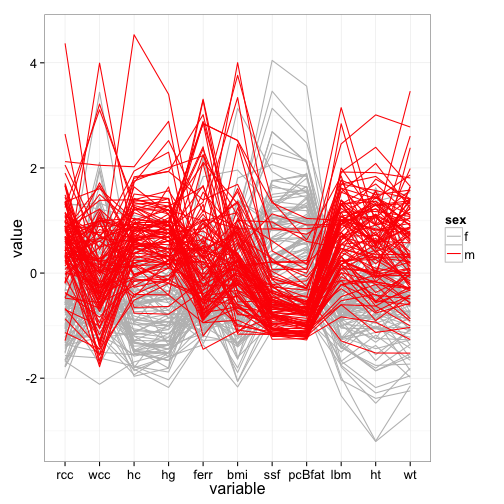 4
2
0
-2
value
rcc wcc hc hg ferr bmi ssf pcBfat lbm ht wt
variable
sex
f
m